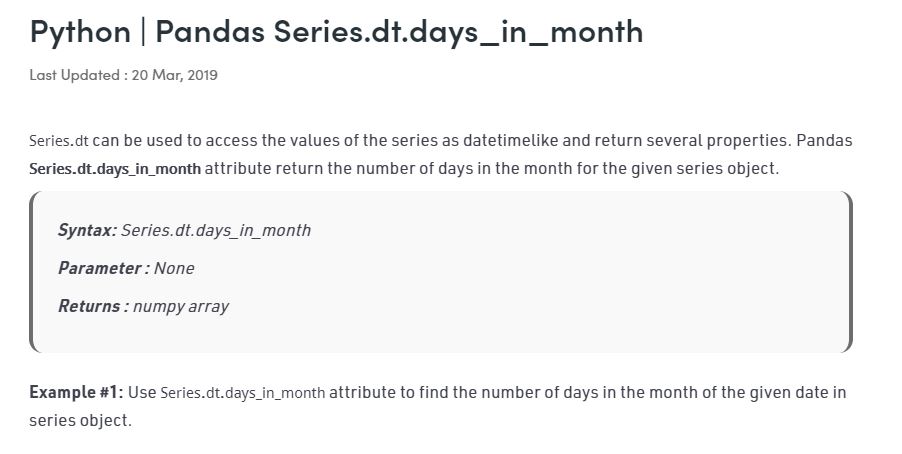 Python | Pandas Series.dt.days_in_month
Last Updated : 20 Mar, 2019
Series.dt can be used to access the values of the series as datetimelike and return several properties. Pandas
Series.dt.days_in_month attribute return the number of days in the month for the given series object.
Syntax: Series.dt.days_in_month
Parameter : None
Returns : numpy array
Example #1: Use Series.dt.days_in_month attribute to find the number of days in the month of the given date in
series object.